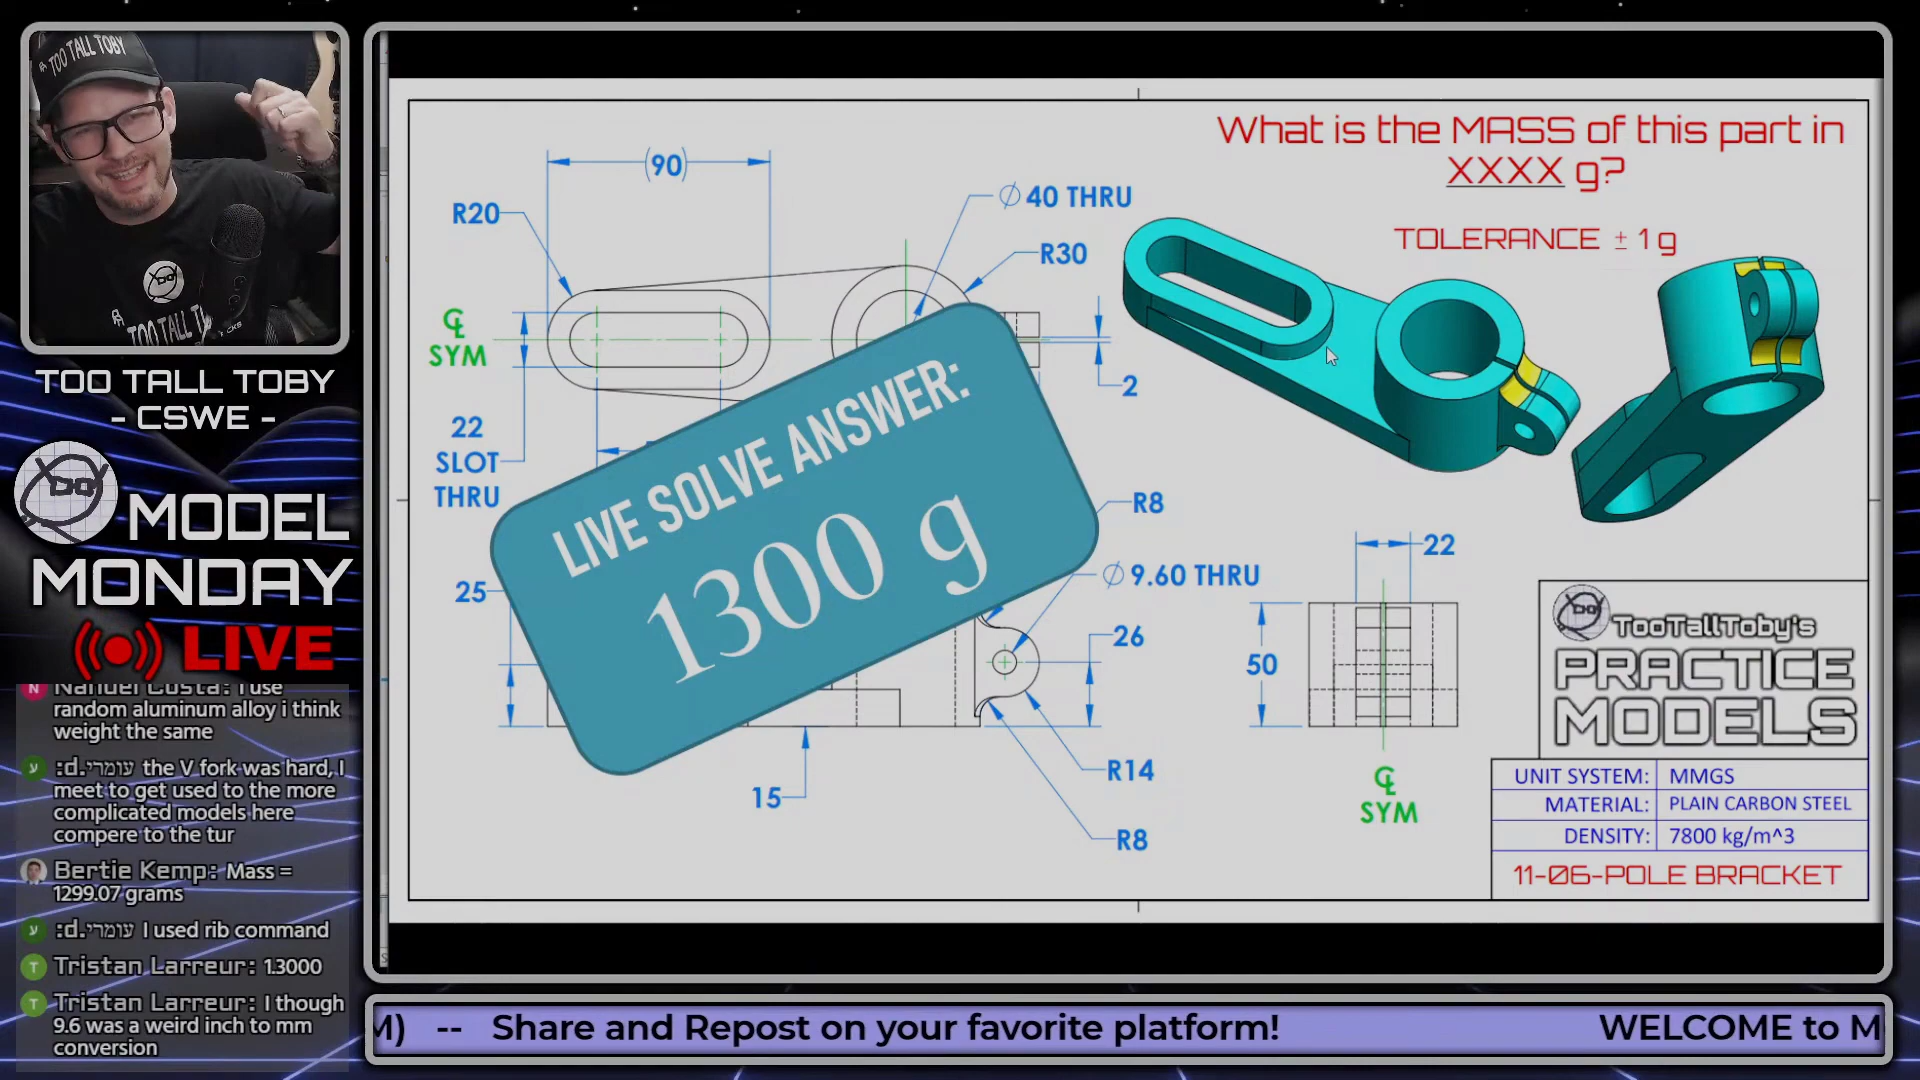 TOO TALL TOBY
TOO TALL TOBY
- CSWE -
MODEL
MONDAY
LIVE
Nanuel Costa: I use
random aluminum alloy i think
weight the same
:d.עומרי the V fork was hard, I
meet to get used to the more
complicated models here
compere to the tur
Bertie Kemp: Mass =
1299.07 grams
:d.עומרי I used rib command
Tristan Larreur: 1.3000
Tristan Larreur: I though
9.6 was a weird inch to mm
conversion
What is the MASS of this part in
XXXX g?
TOLERANCE ± 1 g
(90)
R20
⌀ 40 THRU
R30
℄
SYM
2
22
SLOT
THRU
LIVE SOLVE ANSWER:
1300 g
R8
⌀ 9.60 THRU
25
26
15
R14
R8
22
50
℄
SYM
TooTallToby's
PRACTICE
MODELS
UNIT SYSTEM: MMGS
MATERIAL: PLAIN CARBON STEEL
DENSITY: 7800 kg/m^3
11-06-POLE BRACKET
M) -- Share and Repost on your favorite platform! WELCOME to M